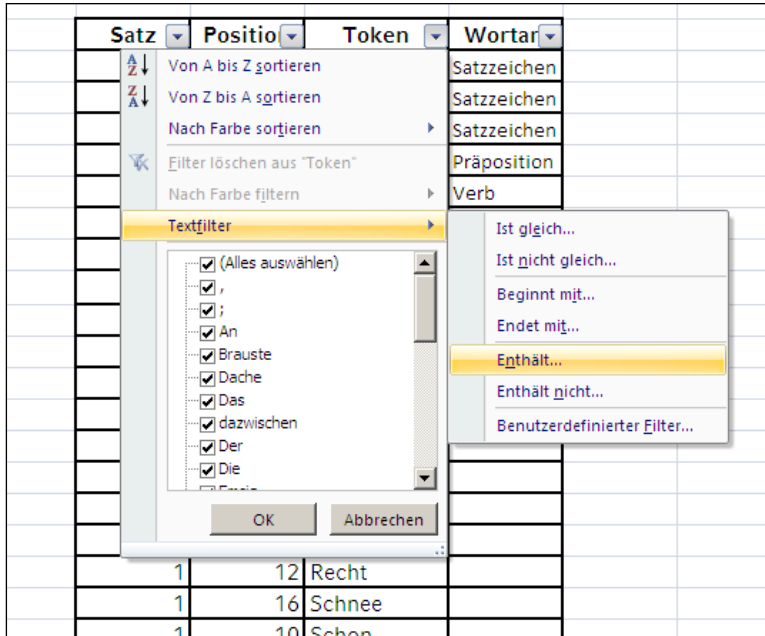 Satz Positio Token Wortar
Von A bis Z sortieren
Von Z bis A sortieren
Nach Farbe sortieren
Filter löschen aus "Token"
Nach Farbe filtern
Textfilter
(Alles auswählen)
,
;
An
Brauste
Dache
Das
dazwischen
Der
Die
OK Abbrechen
Satzzeichen
Satzzeichen
Satzzeichen
Präposition
Verb
Ist gleich...
Ist nicht gleich...
Beginnt mit...
Endet mit...
Enthält...
Enthält nicht...
Benutzerdefinierter Filter...
1 12 Recht
1 16 Schnee
1 10 Schon